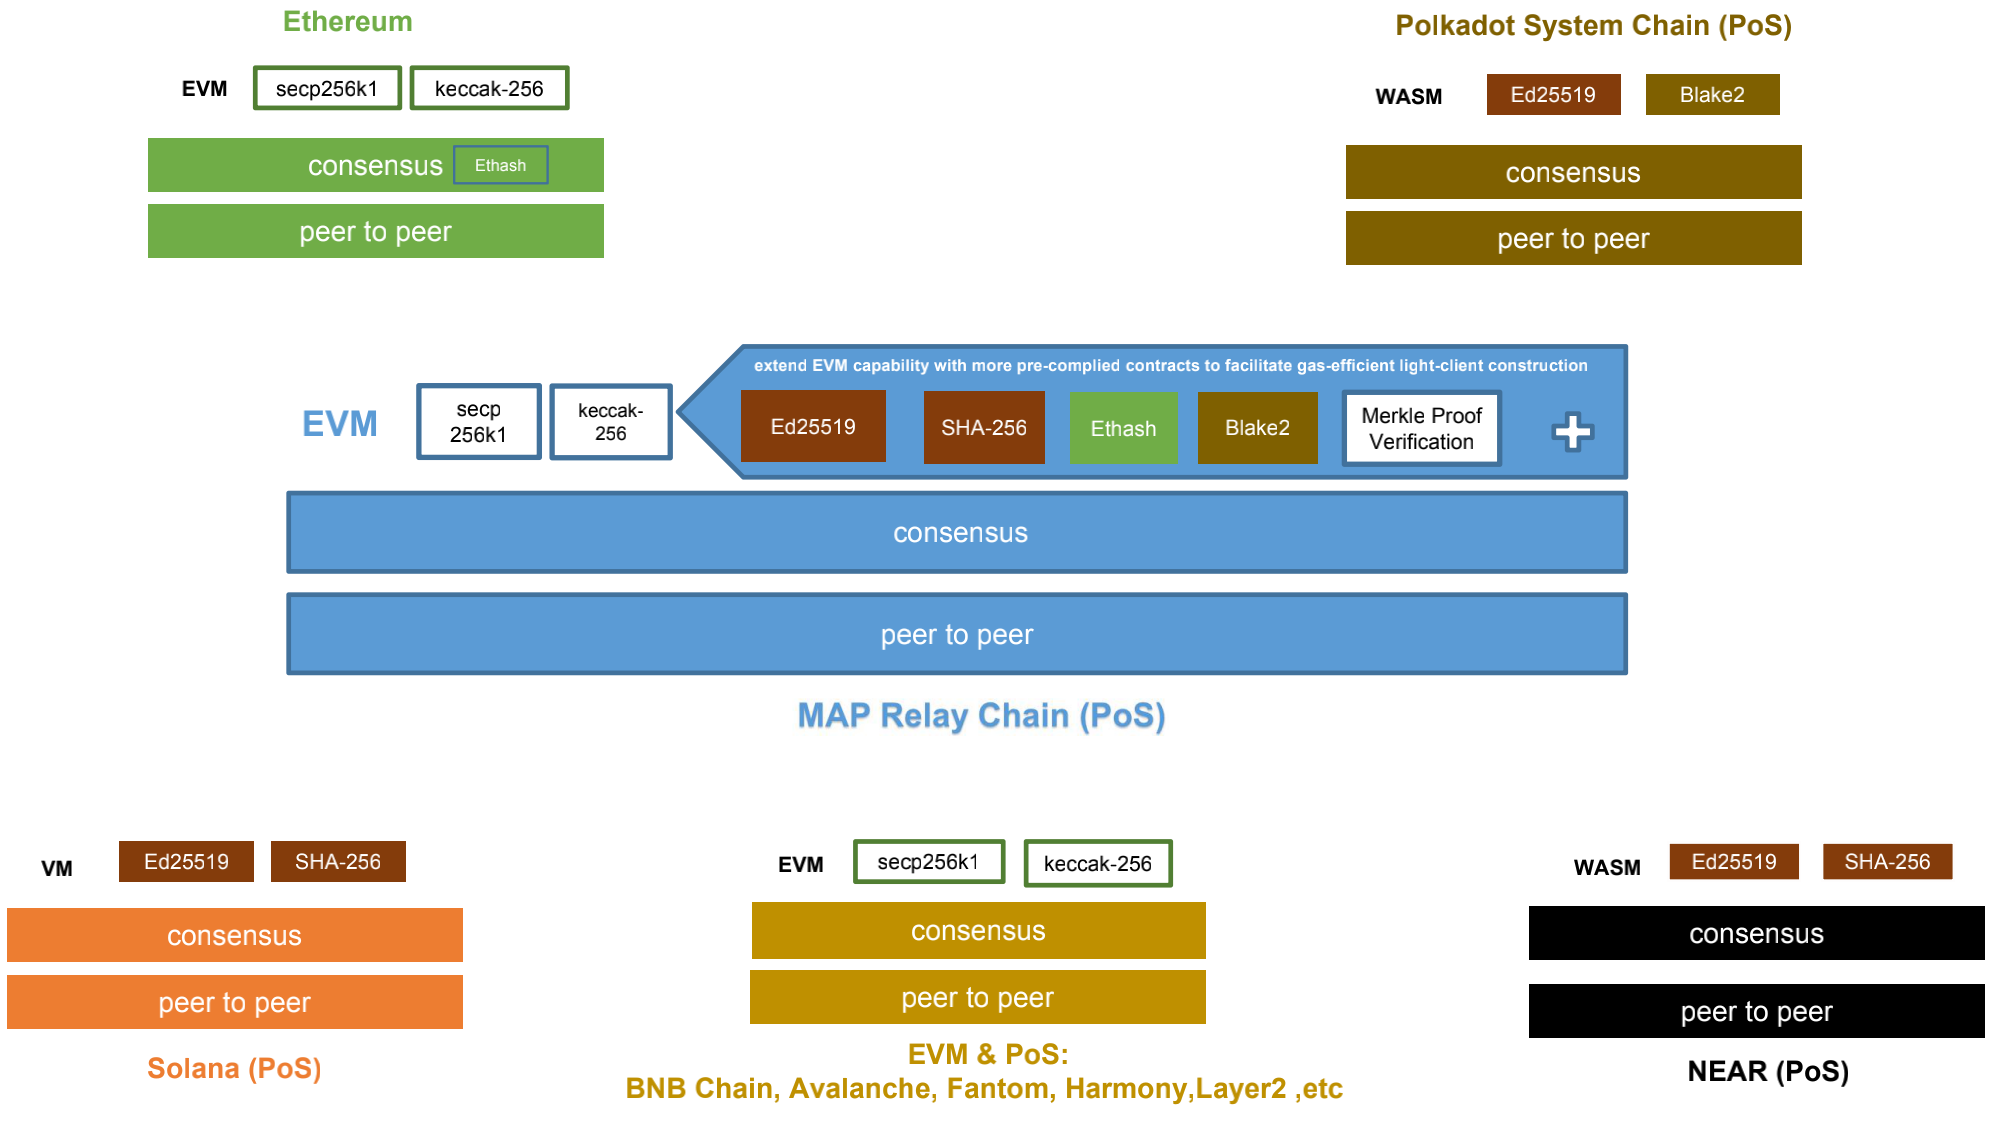 Ethereum
EVM
secp256k1
keccak-256
consensus
Ethash
peer to peer
Polkadot System Chain (PoS)
WASM
Ed25519
Blake2
consensus
peer to peer
extend EVM capability with more pre-complied contracts to facilitate gas-efficient light-client construction
EVM
secp
256k1
keccak-
256
Ed25519
SHA-256
Ethash
Blake2
Merkle Proof
Verification
consensus
peer to peer
MAP Relay Chain (PoS)
VM
Ed25519
SHA-256
consensus
peer to peer
Solana (PoS)
EVM
secp256k1
keccak-256
consensus
peer to peer
EVM & PoS:
BNB Chain, Avalanche, Fantom, Harmony,Layer2 ,etc
WASM
Ed25519
SHA-256
consensus
peer to peer
NEAR (PoS)